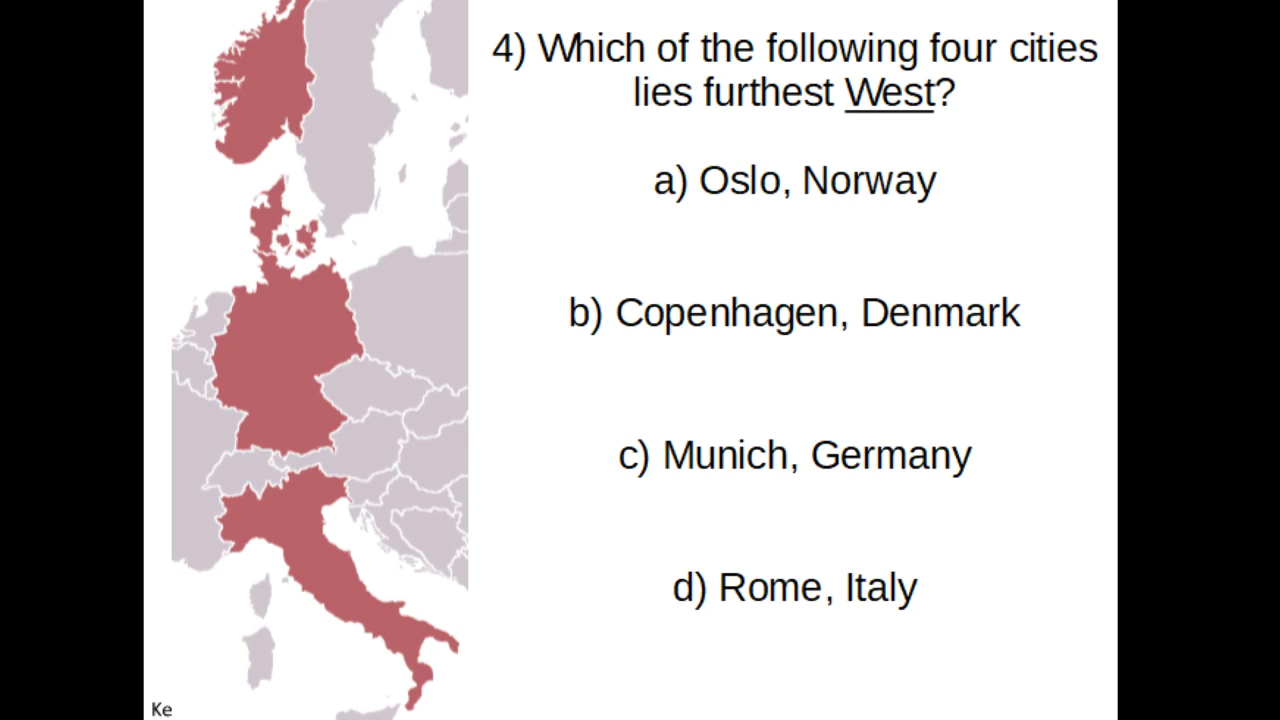 4) Which of the following four cities
lies furthest West?
a) Oslo, Norway
b) Copenhagen, Denmark
c) Munich, Germany
d) Rome, Italy
Ke